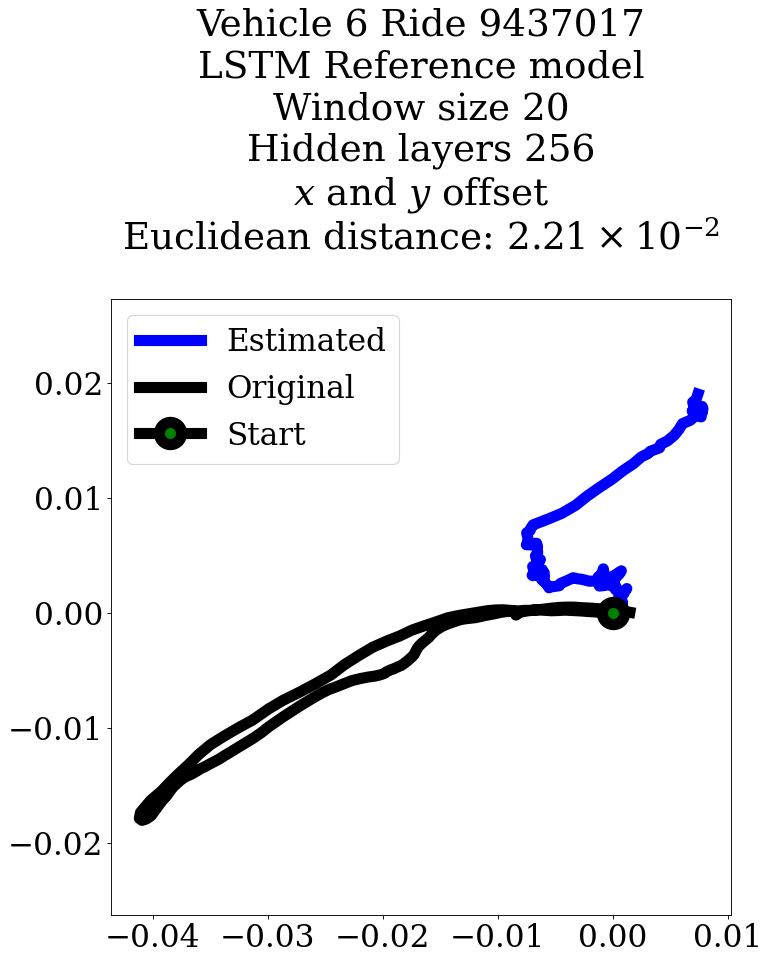 Vehicle 6 Ride 9437017
LSTM Reference model
Window size 20
Hidden layers 256
x and y offset
Euclidean distance: 2.21 × 10⁻²
Estimated
Original
Start
0.02
0.01
0.00
−0.01
−0.02
−0.04 −0.03 −0.02 −0.01 0.00 0.01